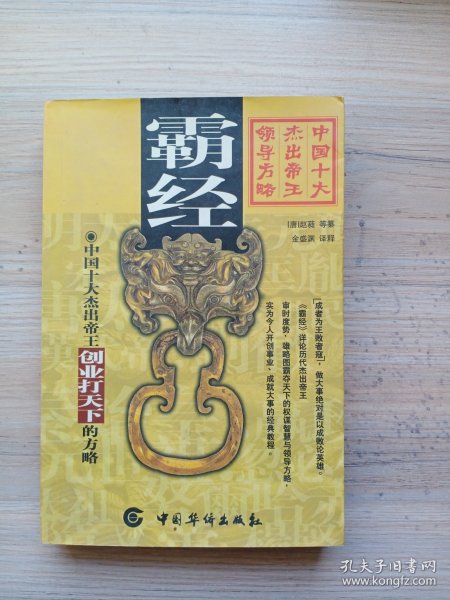 霸经
中国十大
杰出帝王
领导方略
[唐]赵蕤 等纂
金盛渊 译释
「成者为王败者寇」,做大事绝对是以成败论英雄。
《霸经》详论历代杰出帝王
审时度势,雄略图霸夺天下的权谋智慧与领导方略,
实为今人开创事业、成就大事的经典教程。
中国十大杰出帝王创业打天下的方略
中国华侨出版社
孔夫子旧书网
www.kongfz.com